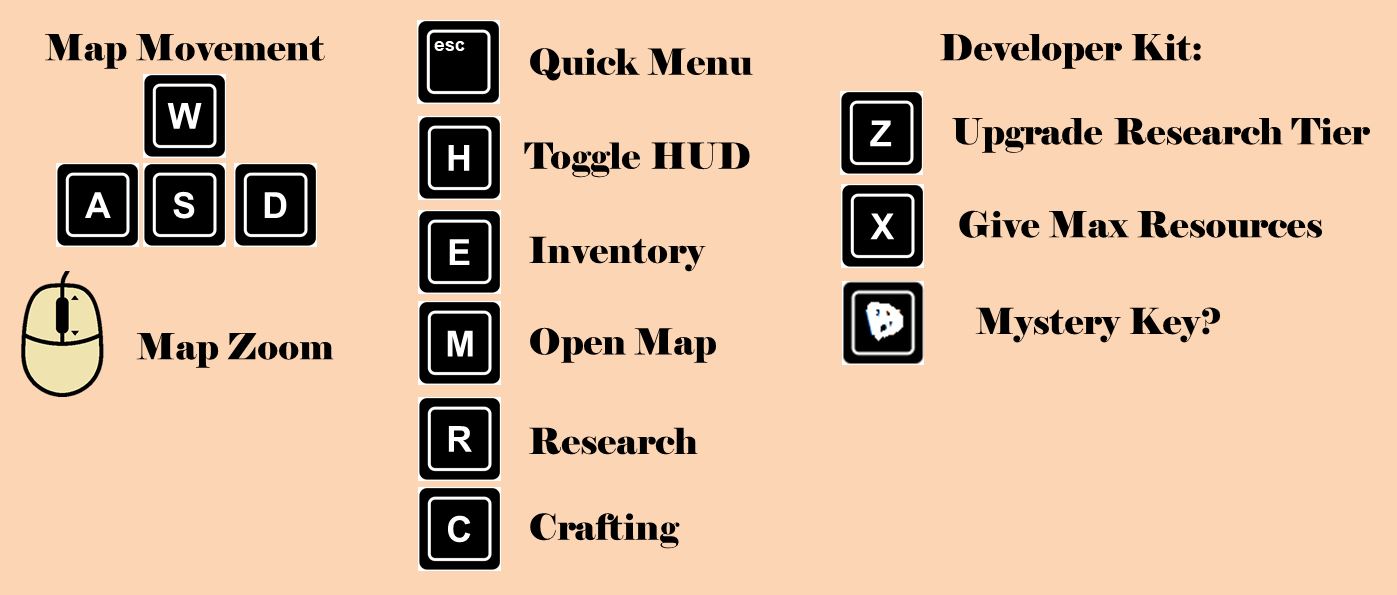 Map Movement
W
A S D
Map Zoom
esc
Quick Menu
H
Toggle HUD
E
Inventory
M
Open Map
R
Research
C
Crafting
Developer Kit:
Z
Upgrade Research Tier
X
Give Max Resources
Mystery Key?